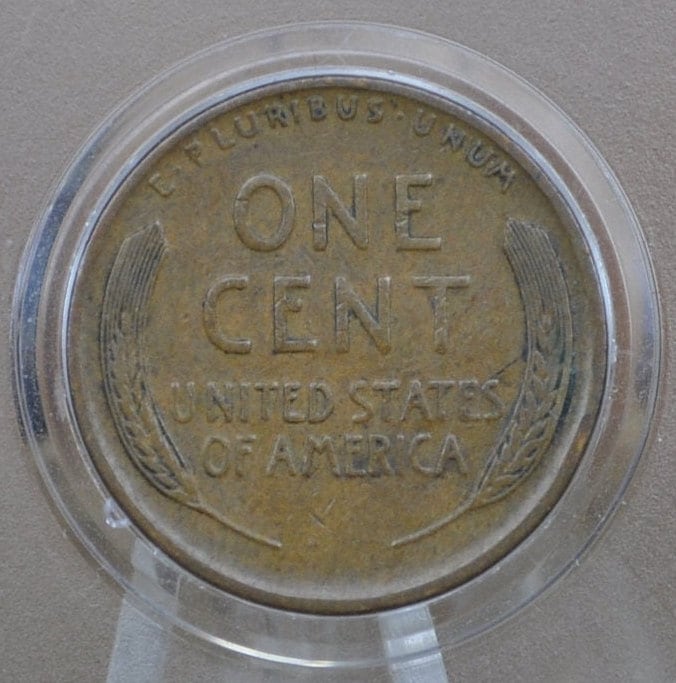 E·PLURIBUS·UNUM
ONE
CENT
UNITED STATES
OF AMERICA